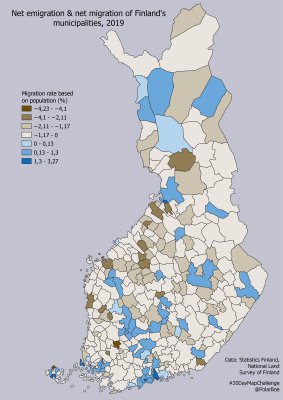 Net emigration & net migration of Finland's
municipalities, 2019
Migration rate based
on population (%)
−4,23 − −4,1
−4,1 − −2,11
−2,11 − −1,17
−1,17 - 0
0 - 0,13
0,13 - 1,3
1,3 - 3,27
Data: Statistics Finland,
National Land
Survey of Finland
#30DayMapChallenge
@PolarBoe